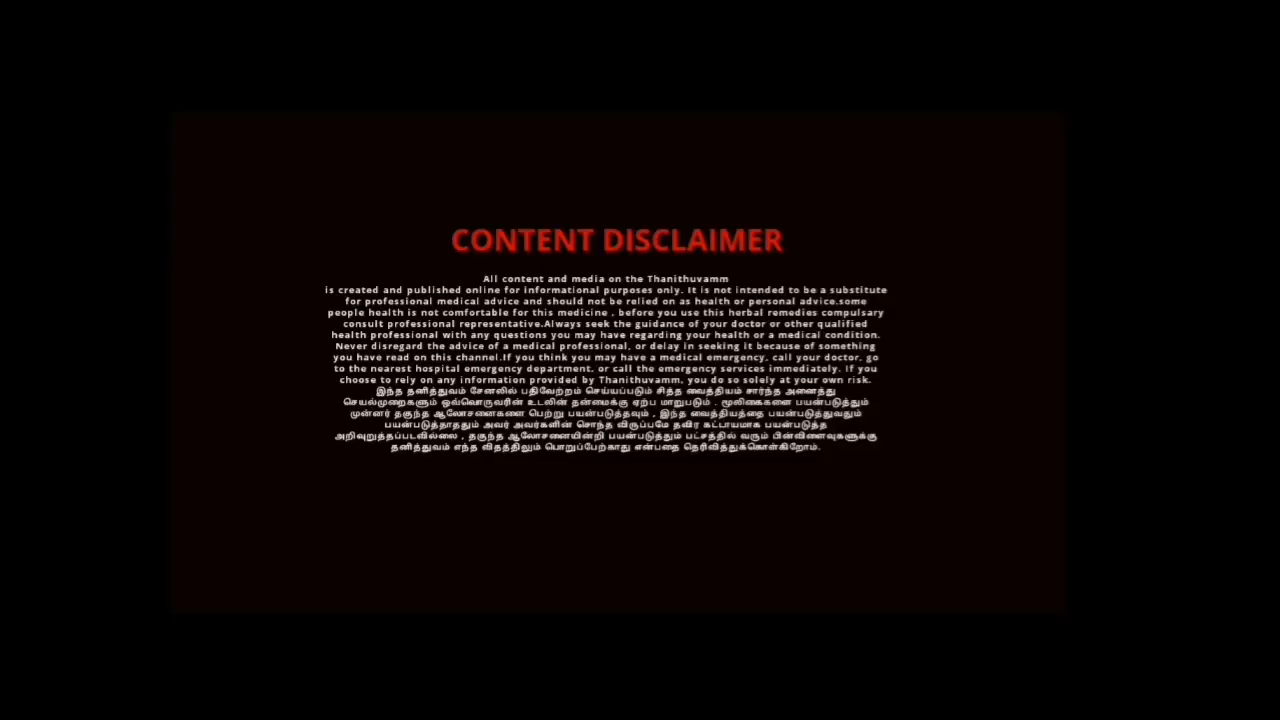 CONTENT DISCLAIMER
All content and media on the Thanithuvamm
is created and published online for informational purposes only. It is not intended to be a substitute
for professional medical advice and should not be relied on as health or personal advice.some
people health is not comfortable for this medicine , before you use this herbal remedies compulsary
consult professional representative.Always seek the guidance of your doctor or other qualified
health professional with any questions you may have regarding your health or a medical condition.
Never disregard the advice of a medical professional, or delay in seeking it because of something
you have read on this channel.If you think you may have a medical emergency, call your doctor, go
to the nearest hospital emergency department, or call the emergency services immediately. If you
choose to rely on any information provided by Thanithuvamm, you do so solely at your own risk.
இந்த தனித்துவம் சேனலில் பதிவேற்றம் செய்யப்படும் சித்த வைத்தியம் சார்ந்த அனைத்து
செயல்முறைகளும் ஒவ்வொருவரின் உடலின் தன்மைக்கு ஏற்ப மாறுபடும் . மூலிகைகளை பயன்படுத்தும்
முன்னர் தகுந்த ஆலோசனைகளை பெற்று பயன்படுத்தவும் , இந்த வைத்தியத்தை பயன்படுத்துவதும்
பயன்படுத்தாததும் அவர் அவர்களின் சொந்த விருப்பமே தவிர கட்டாயமாக பயன்படுத்த
அறிவுறுத்தப்படவில்லை , தகுந்த ஆலோசனையின்றி பயன்படுத்தும் பட்சத்தில் வரும் பின்விளைவுகளுக்கு
தனித்துவம் எந்த விதத்திலும் பொறுப்பேற்காது என்பதை தெரிவித்துக்கொள்கிறோம்.